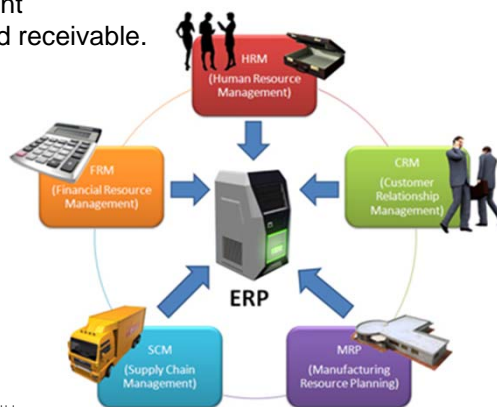 nt
d receivable.
HRM
(Human Resource
Management)
FRM
(Financial Resource
Management)
CRM
(Customer
Relationship
Management)
ERP
SCM
(Supply Chain
Management)
MRP
(Manufacturing
Resource Planning)